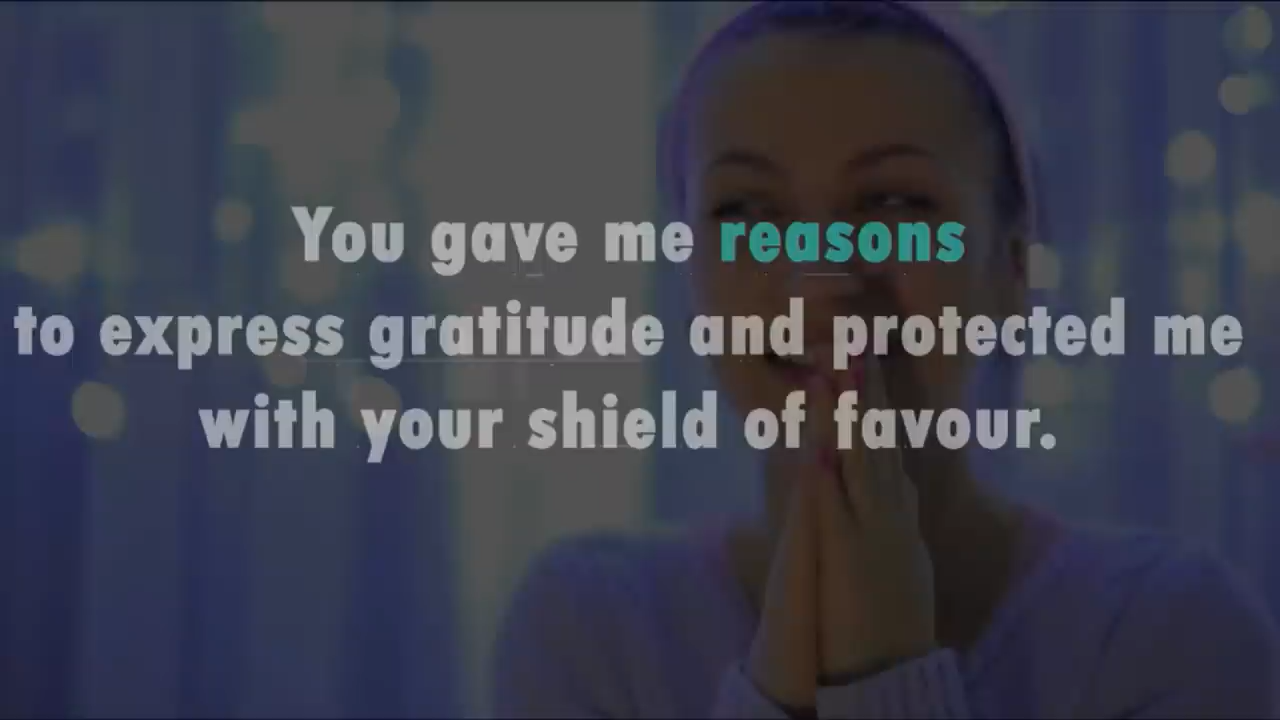 You gave me reasons
to express gratitude and protected me
with your shield of favour.